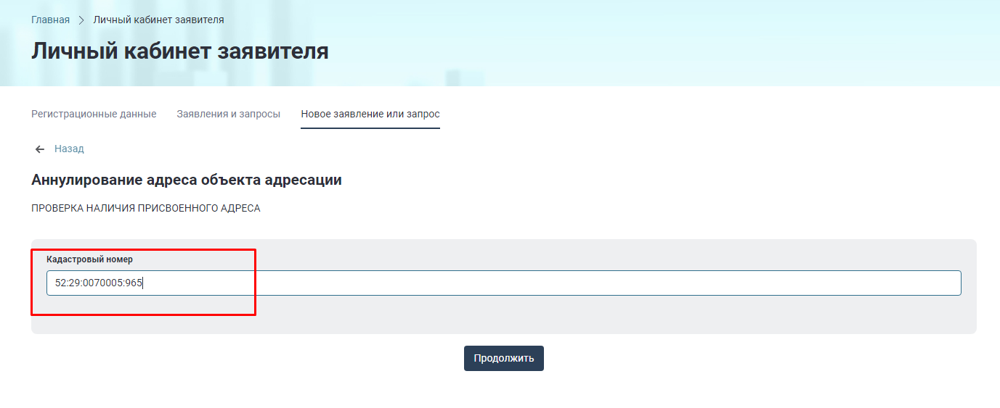 Главная > Личный кабинет заявителя
Личный кабинет заявителя
Регистрационные данные Заявления и запросы Новое заявление или запрос
← Назад
Аннулирование адреса объекта адресации
ПРОВЕРКА НАЛИЧИЯ ПРИСВОЕННОГО АДРЕСА
Кадастровый номер
52:29:0070005:965
Продолжить